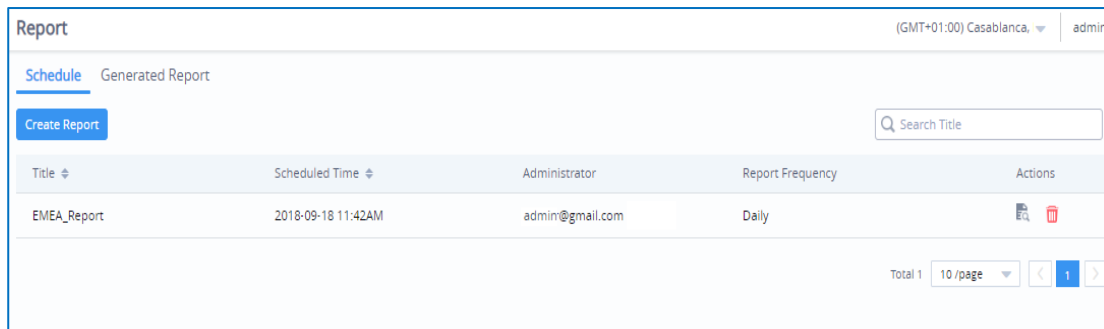 Report (GMT+01:00) Casablanca, admin
Schedule Generated Report
Create Report Search Title
Title Scheduled Time Administrator Report Frequency Actions
EMEA_Report 2018-09-18 11:42AM admin@gmail.com Daily
Total 1 10 /page 1